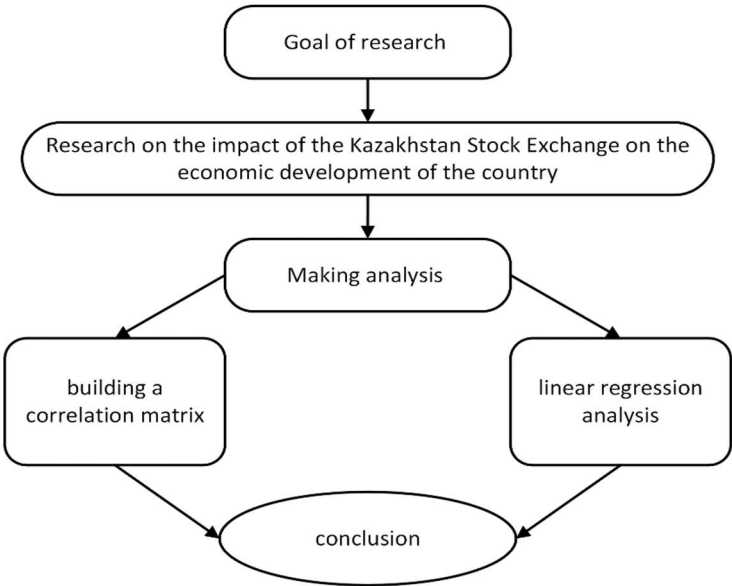 Goal of research
Research on the impact of the Kazakhstan Stock Exchange on the
economic development of the country
Making analysis
building a
correlation matrix
linear regression
analysis
conclusion